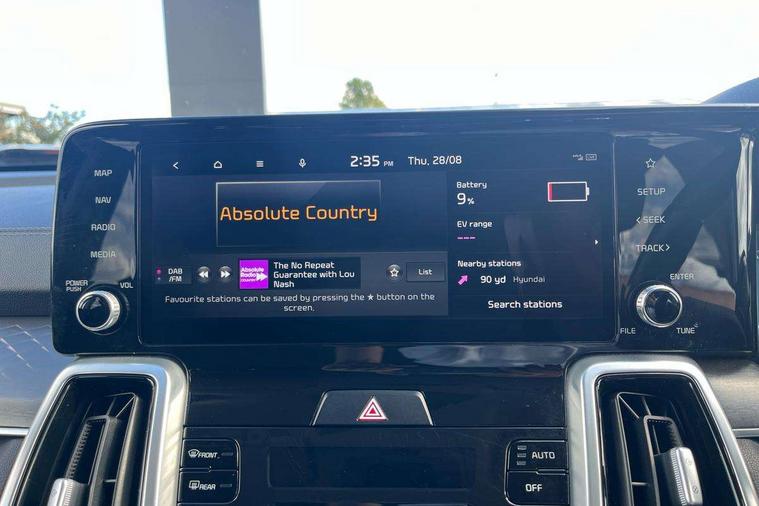 2:35 PM Thu, 28/08
MAP
NAV
RADIO
MEDIA
POWER
PUSH
VOL
Absolute Country
DAB
/FM
Absolute
Radio
COUNTRY
The No Repeat
Guarantee with Lou
Nash
List
Favourite stations can be saved by pressing the ★ button on the
screen.
Battery
9%
EV range
---
Nearby stations
90 yd Hyundai
Search stations
SETUP
< SEEK
TRACK >
ENTER
FILE
TUNE
FRONT
REAR
AUTO
OFF